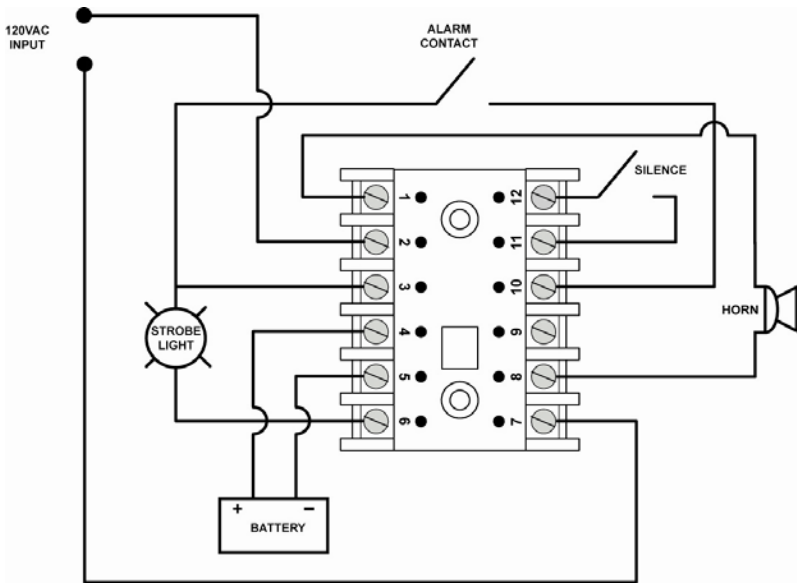 120VAC
INPUT
ALARM
CONTACT
SILENCE
1
2
3
4
5
6
12
11
10
9
8
7
STROBE
LIGHT
HORN
+ −
BATTERY